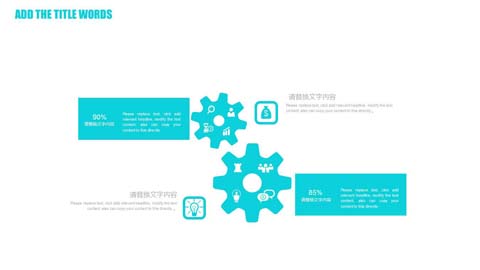 ADD THE TITLE WORDS
90%
请替换文字内容
Please replace text, click add
relevant headline, modify the text
content, also can copy your
content to this directly.
请替换文字内容
Please replace text, click add relevant headline, modify the text
content, also can copy your content to this directly.
请替换文字内容
Please replace text, click add relevant headline, modify the text
content, also can copy your content to this directly.
85%
请替换文字内容
Please replace text, click add
relevant headline, modify the text
content, also can copy your
content to this directly.